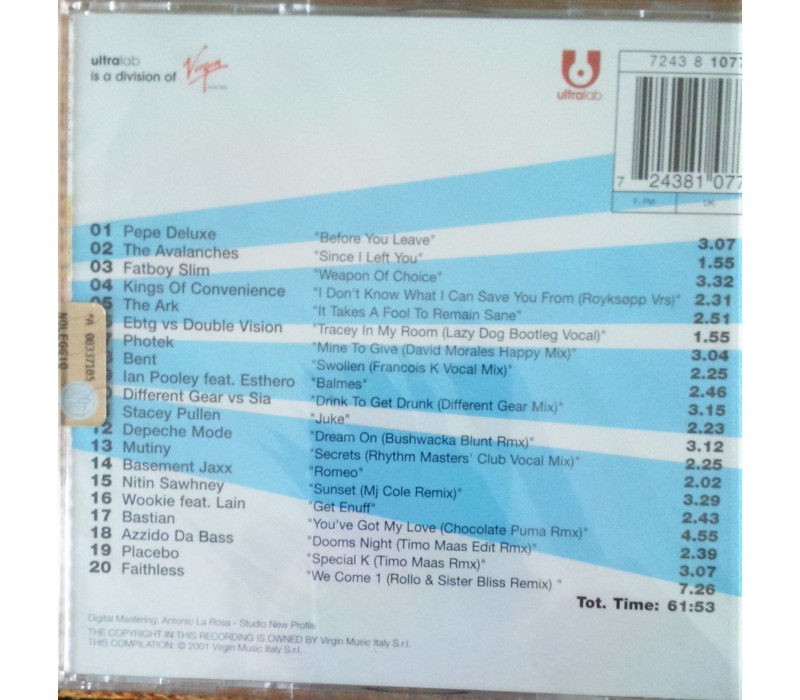 ultralab
is a division of Virgin
ultralab
7243 8 1077
7 24381 077
F: PM
UK
01 Pepe Deluxe "Before You Leave" 3.07
02 The Avalanches "Since I Left You" 1.55
03 Fatboy Slim "Weapon Of Choice" 3.32
04 Kings Of Convenience "I Don't Know What I Can Save You From (Royksøpp Vrs)" 2.31
05 The Ark "It Takes A Fool To Remain Sane" 2.51
6 Ebtg vs Double Vision "Tracey In My Room (Lazy Dog Bootleg Vocal)" 1.55
7 Photek "Mine To Give (David Morales Happy Mix)" 3.04
8 Bent "Swollen (Francois K Vocal Mix)" 2.25
9 Ian Pooley feat. Esthero "Balmes" 2.46
0 Different Gear vs Sia "Drink To Get Drunk (Different Gear Mix)" 3.15
Stacey Pullen "Juke" 2.23
12 Depeche Mode "Dream On (Bushwacka Blunt Rmx)" 3.12
13 Mutiny "Secrets (Rhythm Masters' Club Vocal Mix)" 2.25
14 Basement Jaxx "Romeo" 2.02
15 Nitin Sawhney "Sunset (Mj Cole Remix)" 3.29
16 Wookie feat. Lain "Get Enuff" 2.43
17 Bastian "You've Got My Love (Chocolate Puma Rmx)" 4.55
18 Azzido Da Bass "Dooms Night (Timo Maas Edit Rmx)" 2.39
19 Placebo "Special K (Timo Maas Rmx)" 3.07
20 Faithless "We Come 1 (Rollo & Sister Bliss Remix) " 7.26
Tot. Time: 61:53
*A 08337105
NOLEGGIO
Digital Mastering: Antonio La Rosa - Studio New Profile
THE COPYRIGHT IN THIS RECORDING IS OWNED BY Virgin Music Italy S.r.l.
THIS COMPILATION: © 2001 Virgin Music Italy S.r.l.